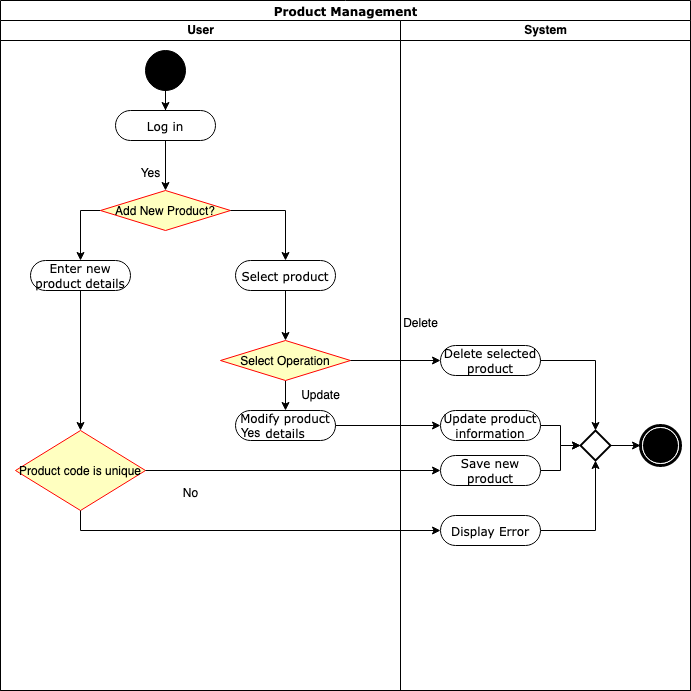 Product Management
User
System
Log in
Yes
Add New Product?
Enter new
product details
Select product
Delete
Select Operation
Delete selected
product
Update
Modify product
Yes details
Update product
information
Product code is unique
Save new
product
No
Display Error